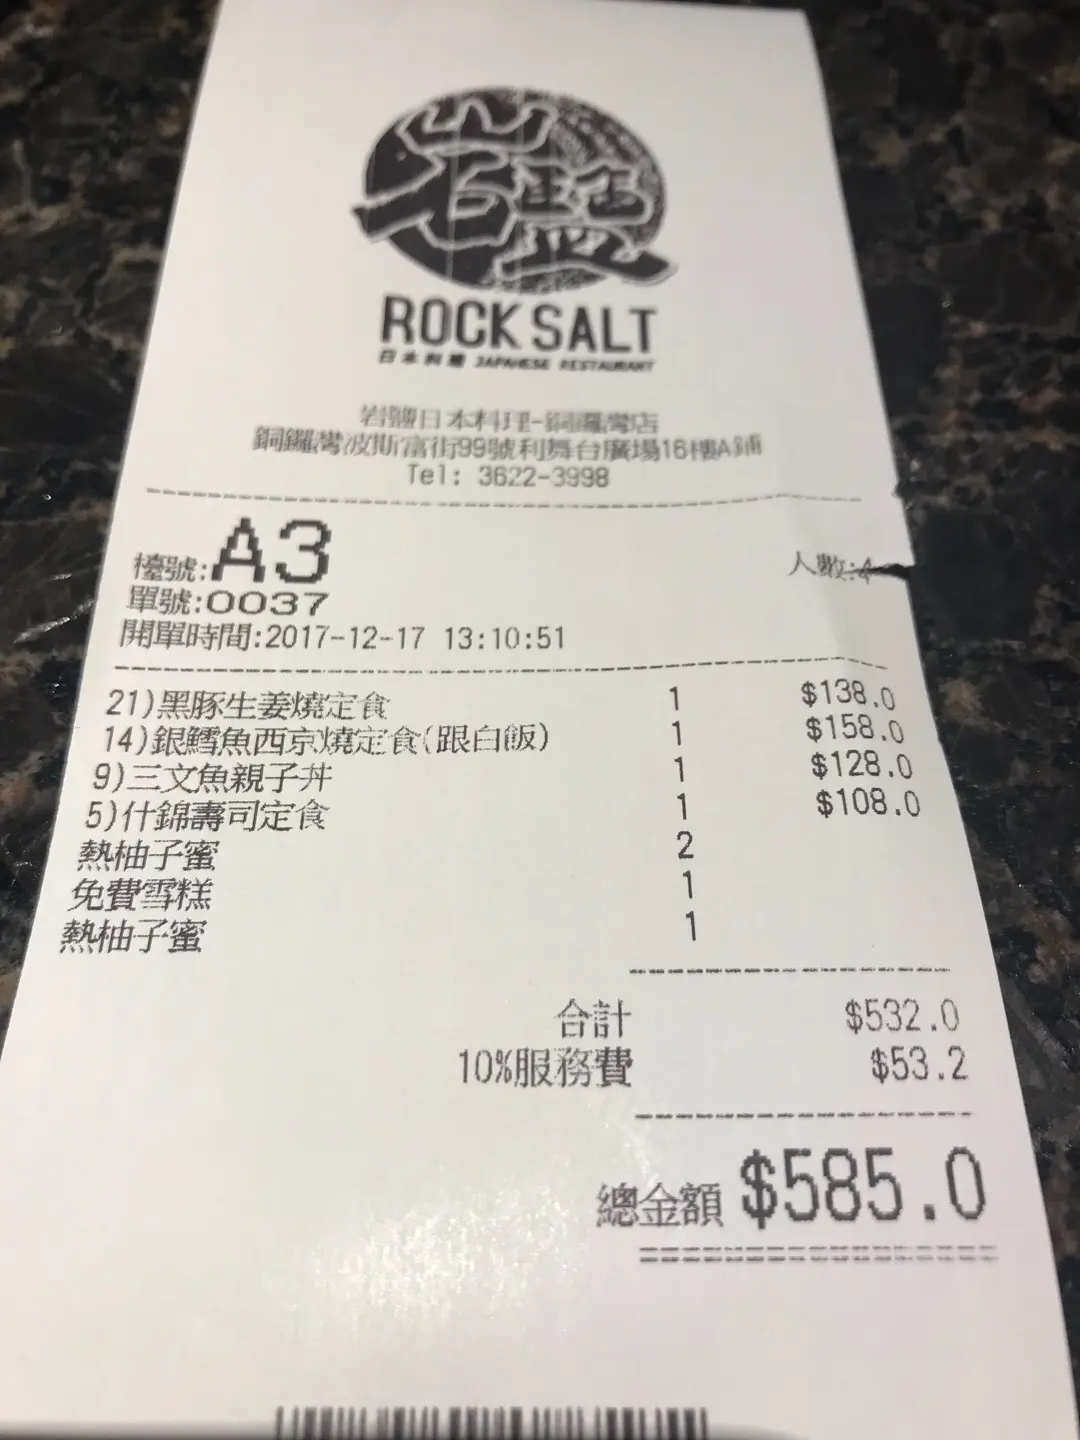 岩鹽
ROCK SALT
日本料理 JAPANESE RESTAURANT
岩鹽日本料理-銅鑼灣店
銅鑼灣波斯富街99號利舞台廣場16樓A舖
Tel: 3622-3998
檯號:A3
人數:4
單號:0037
開單時間:2017-12-17 13:10:51
21)黑豚生姜燒定食 1 $138.0
14)銀鱈魚西京燒定食(跟白飯) 1 $158.0
9)三文魚親子丼 1 $128.0
5)什錦壽司定食 1 $108.0
熱柚子蜜 2
免費雪糕 1
熱柚子蜜 1
合計 $532.0
10%服務費 $53.2
總金額 $585.0